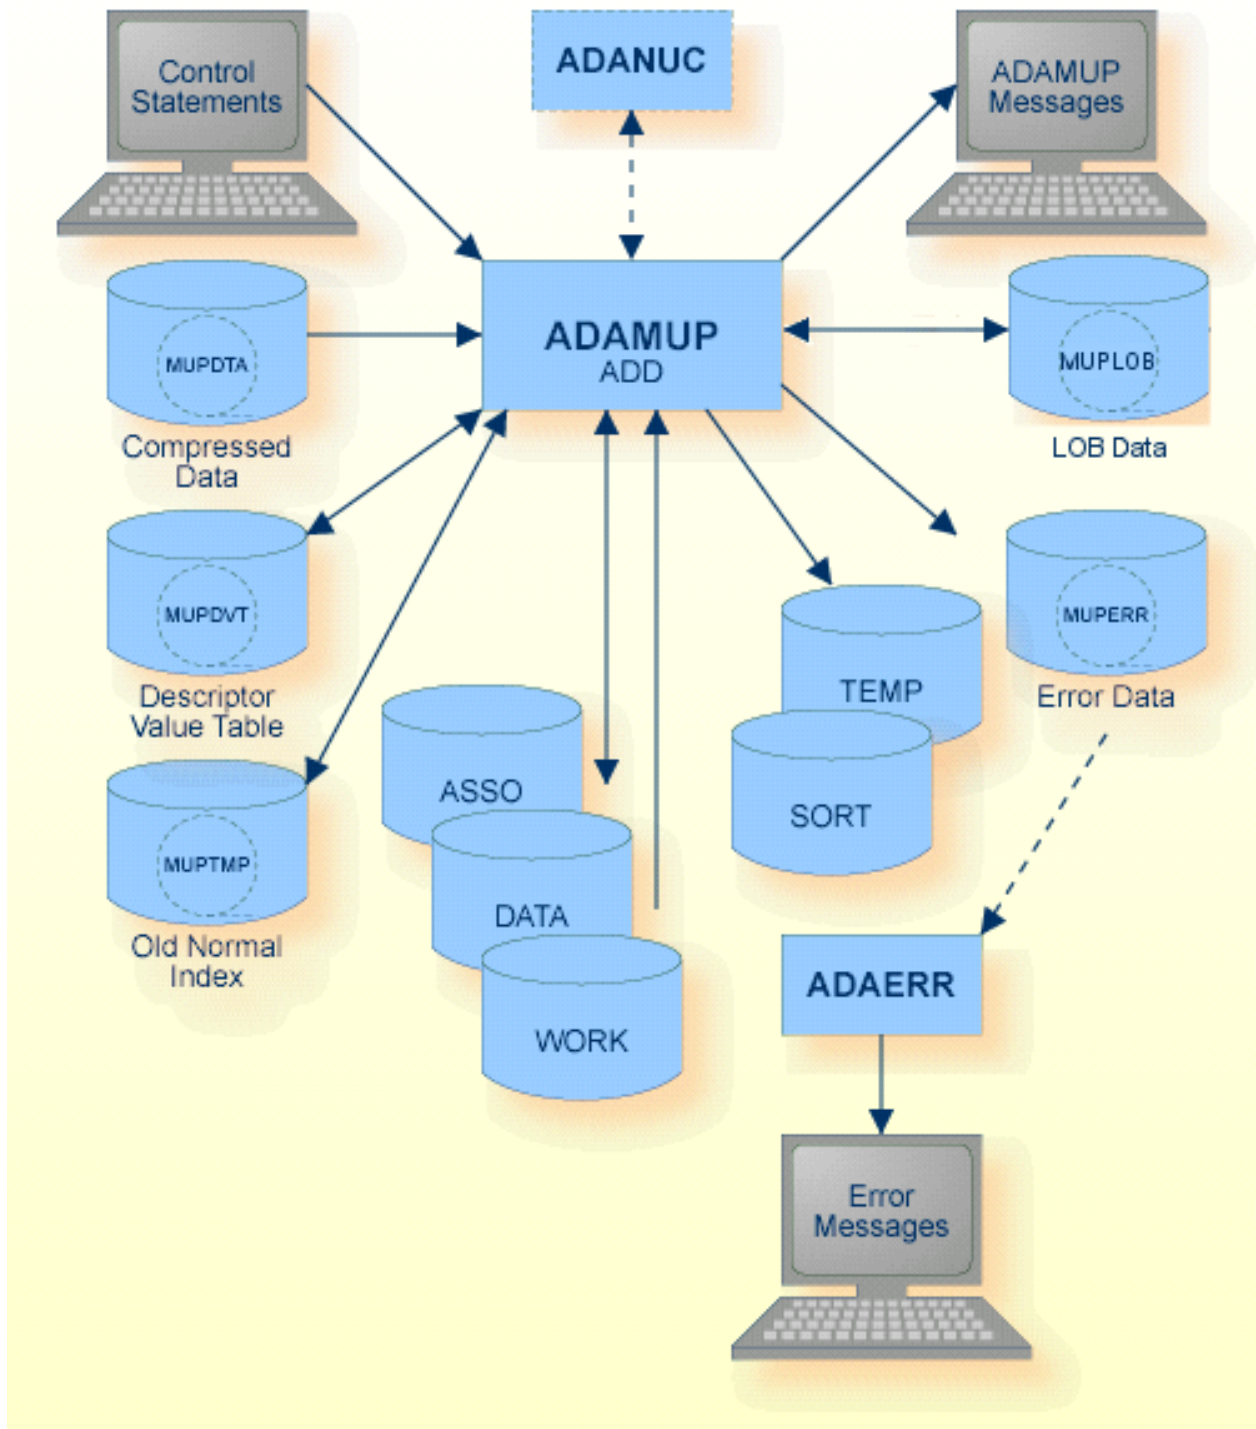 Control
Statements
ADANUC
ADAMUP
Messages
ADAMUP
ADD
MUPDTA
Compressed
Data
MUPLOB
LOB Data
MUPDVT
Descriptor
Value Table
MUPERR
Error Data
TEMP
SORT
ASSO
DATA
WORK
MUPTMP
Old Normal
Index
ADAERR
Error
Messages